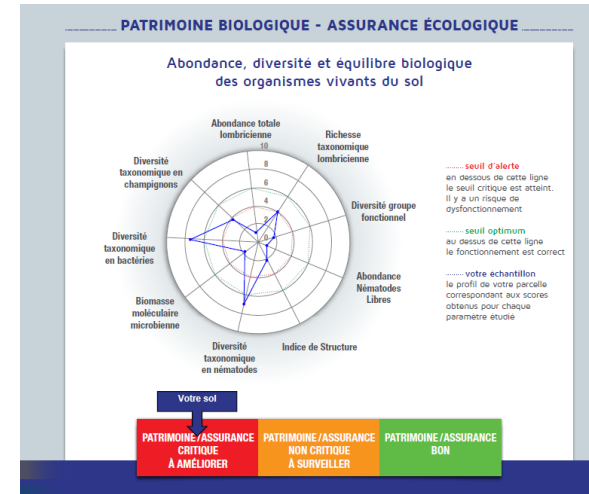 PATRIMOINE BIOLOGIQUE - ASSURANCE ÉCOLOGIQUE
Abondance, diversité et équilibre biologique
des organismes vivants du sol
Abondance totale
lombricienne
Richesse
taxonomique
lombricienne
Diversité groupe
fonctionnel
Abondance
Nématodes
Libres
Indice de Structure
Diversité
taxonomique
en nématodes
Biomasse
moléculaire
microbienne
Diversité
taxonomique
en bactéries
Diversité
taxonomique en
champignons
10
8
6
4
2
0
seuil d'alerte
en dessous de cette ligne
le seuil critique est atteint.
Il y a un risque de
dysfonctionnement
seuil optimum
au dessus de cette ligne
le fonctionnement est correct
votre échantillon
le profil de votre parcelle
correspondant aux scores
obtenus pour chaque
paramètre étudié
Votre sol
PATRIMOINE/ASSURANCE
CRITIQUE
À AMÉLIORER
PATRIMOINE/ASSURANCE
NON CRITIQUE
À SURVEILLER
PATRIMOINE/ASSURANCE
BON